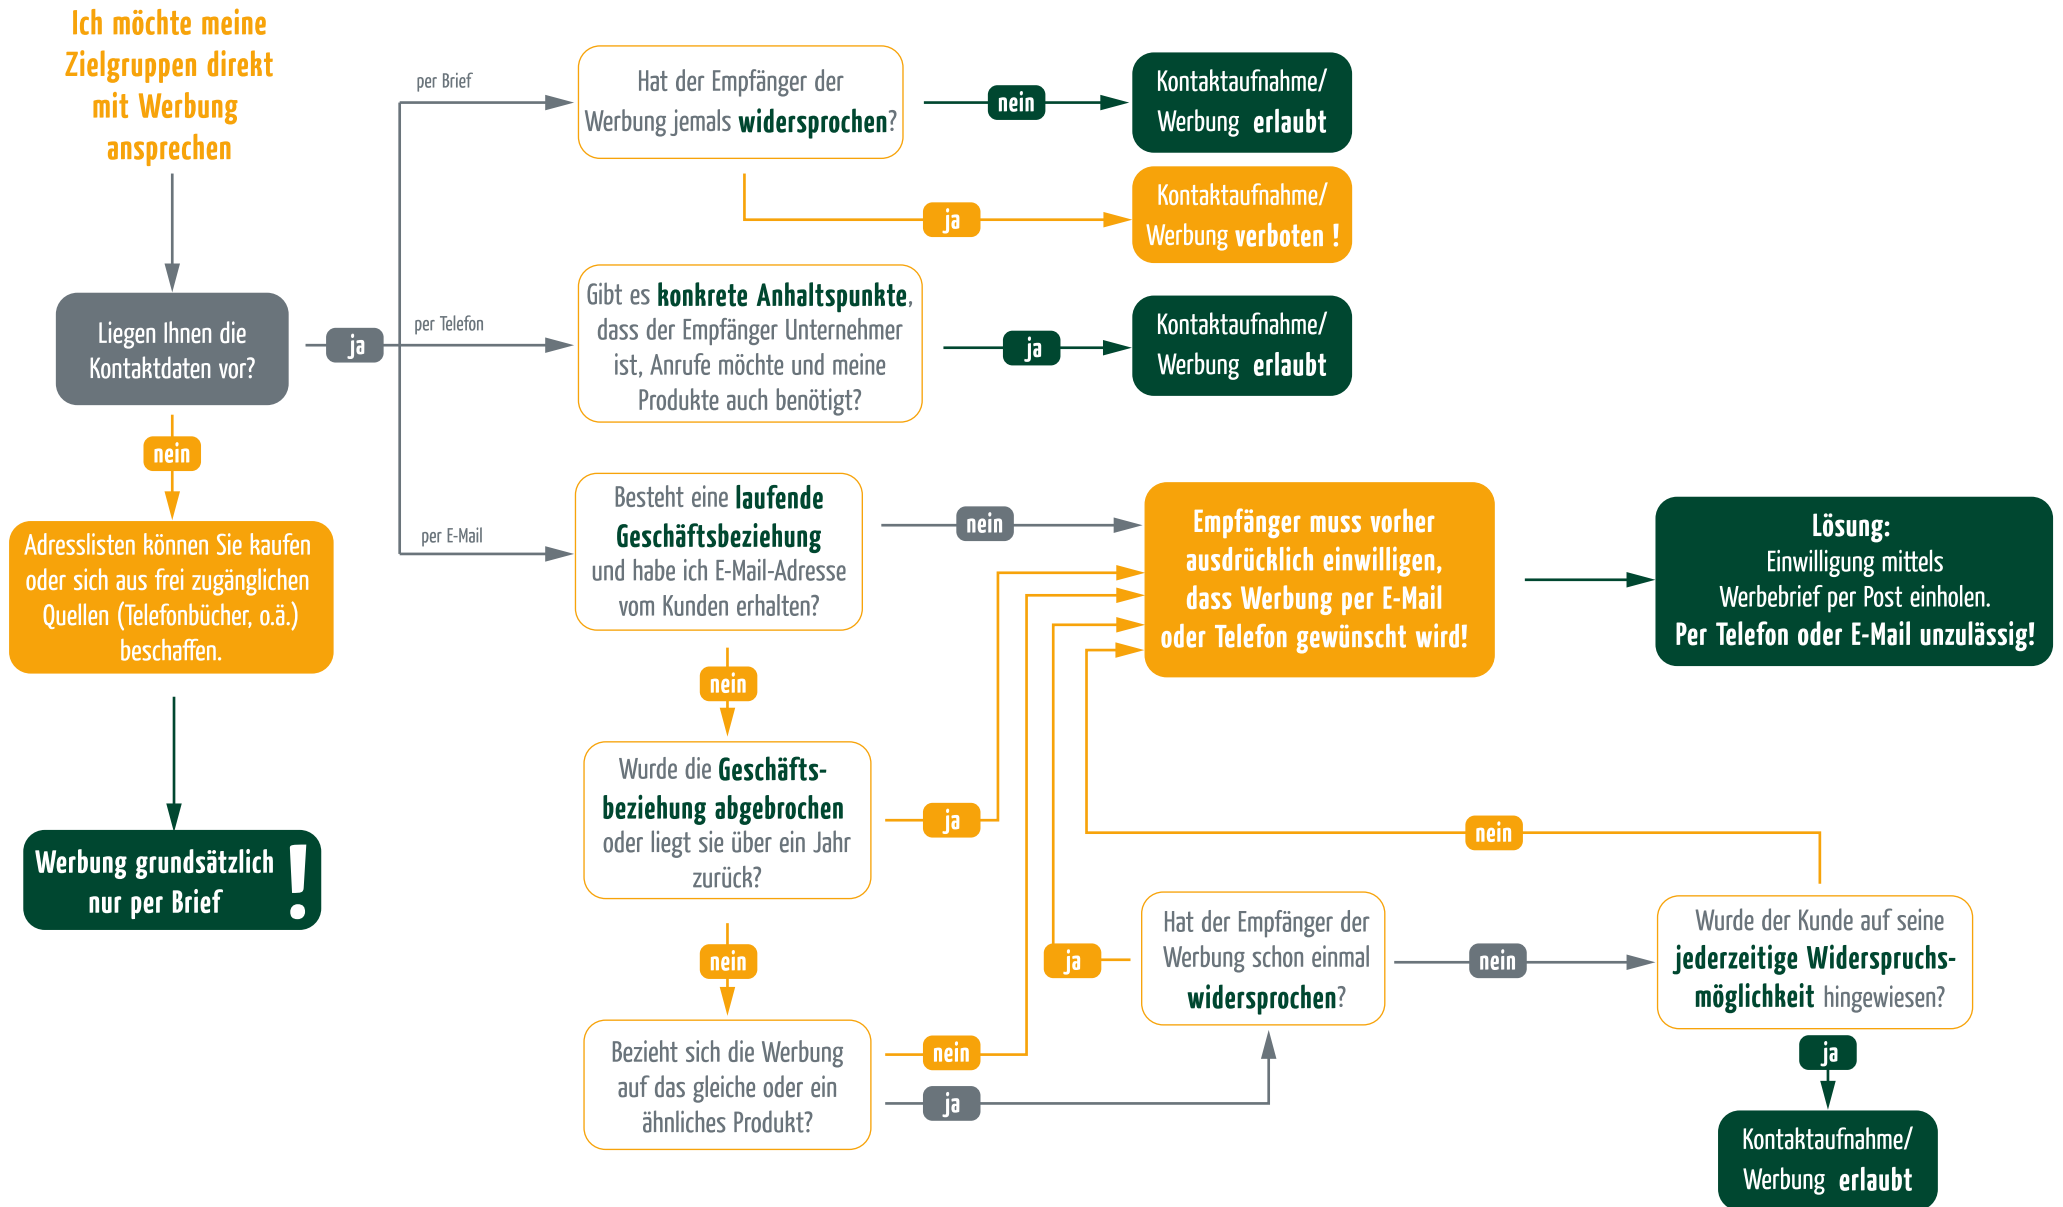 Ich möchte meine
Zielgruppen direkt
mit Werbung
ansprechen
Liegen Ihnen die
Kontaktdaten vor?
ja
nein
Adresslisten können Sie kaufen
oder sich aus frei zugänglichen
Quellen (Telefonbücher, o.ä.)
beschaffen.
Werbung grundsätzlich
nur per Brief
!
per Brief
Hat der Empfänger der
Werbung jemals widersprochen?
nein
Kontaktaufnahme/
Werbung erlaubt
ja
Kontaktaufnahme/
Werbung verboten !
per Telefon
Gibt es konkrete Anhaltspunkte,
dass der Empfänger Unternehmer
ist, Anrufe möchte und meine
Produkte auch benötigt?
ja
Kontaktaufnahme/
Werbung erlaubt
per E-Mail
Besteht eine laufende
Geschäftsbeziehung
und habe ich E-Mail-Adresse
vom Kunden erhalten?
nein
Empfänger muss vorher
ausdrücklich einwilligen,
dass Werbung per E-Mail
oder Telefon gewünscht wird!
Lösung:
Einwilligung mittels
Werbebrief per Post einholen.
Per Telefon oder E-Mail unzulässig!
nein
Wurde die Geschäfts-
beziehung abgebrochen
oder liegt sie über ein Jahr
zurück?
ja
nein
Bezieht sich die Werbung
auf das gleiche oder ein
ähnliches Produkt?
nein
ja
Hat der Empfänger der
Werbung schon einmal
widersprochen?
ja
nein
Wurde der Kunde auf seine
jederzeitige Widerspruchs-
möglichkeit hingewiesen?
nein
ja
Kontaktaufnahme/
Werbung erlaubt